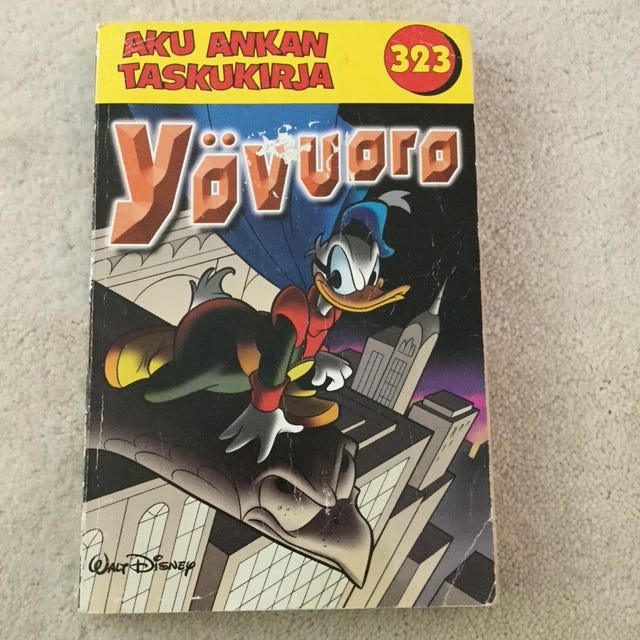 AKU ANKAN
TASKUKIRJA
323
Yövuoro
WALT DISNEY